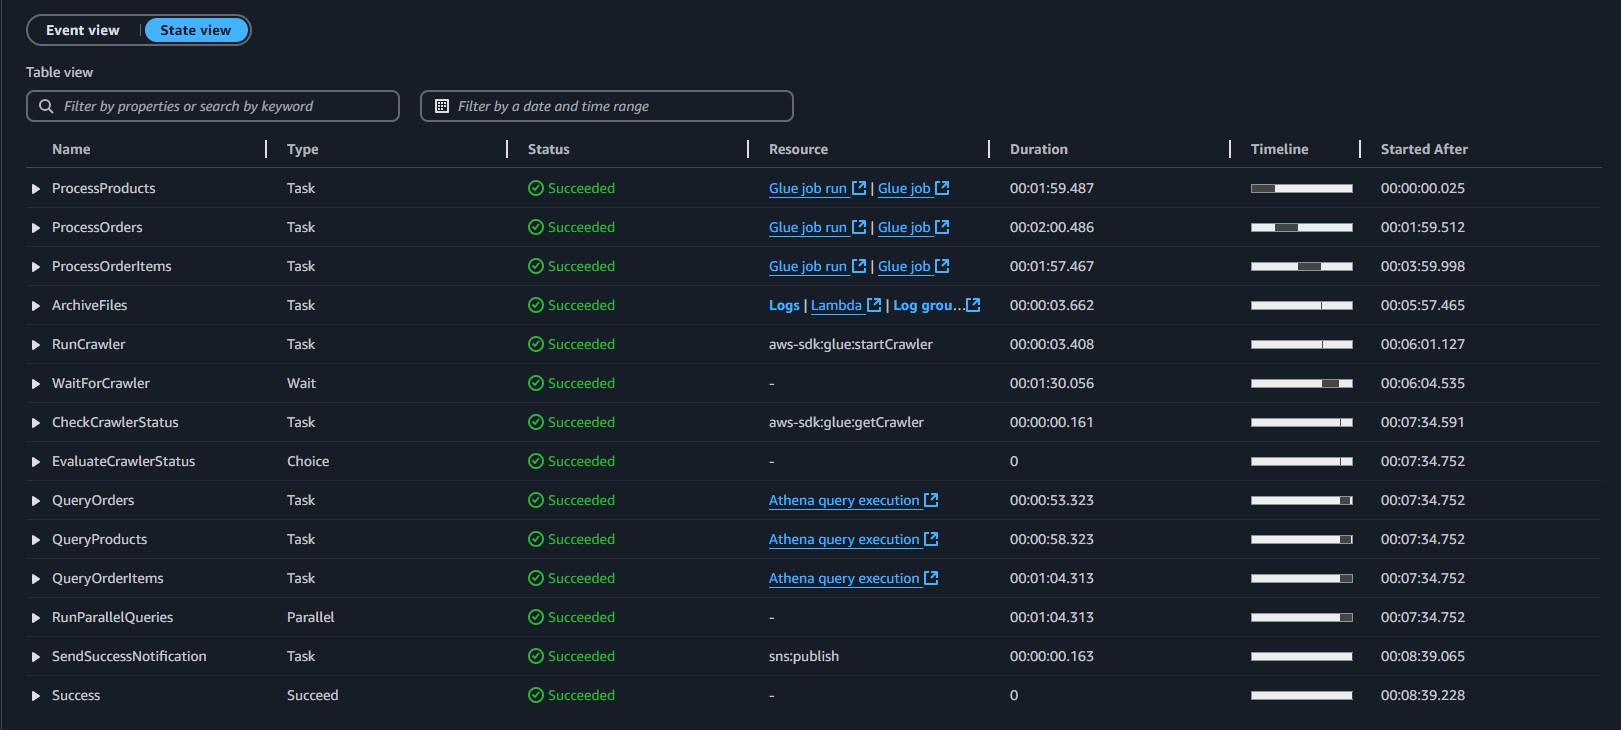 Event view | State view
Table view
Filter by properties or search by keyword Filter by a date and time range
Name Type Status Resource Duration Timeline Started After
ProcessProducts Task Succeeded Glue job run | Glue job 00:01:59.487 00:00:00.025
ProcessOrders Task Succeeded Glue job run | Glue job 00:02:00.486 00:01:59.512
ProcessOrderItems Task Succeeded Glue job run | Glue job 00:01:57.467 00:03:59.998
ArchiveFiles Task Succeeded Logs | Lambda | Log grou... 00:00:03.662 00:05:57.465
RunCrawler Task Succeeded aws-sdk:glue:startCrawler 00:00:03.408 00:06:01.127
WaitForCrawler Wait Succeeded - 00:01:30.056 00:06:04.535
CheckCrawlerStatus Task Succeeded aws-sdk:glue:getCrawler 00:00:00.161 00:07:34.591
EvaluateCrawlerStatus Choice Succeeded - 0 00:07:34.752
QueryOrders Task Succeeded Athena query execution 00:00:53.323 00:07:34.752
QueryProducts Task Succeeded Athena query execution 00:00:58.323 00:07:34.752
QueryOrderItems Task Succeeded Athena query execution 00:01:04.313 00:07:34.752
RunParallelQueries Parallel Succeeded - 00:01:04.313 00:07:34.752
SendSuccessNotification Task Succeeded sns:publish 00:00:00.163 00:08:39.065
Success Succeed Succeeded - 0 00:08:39.228